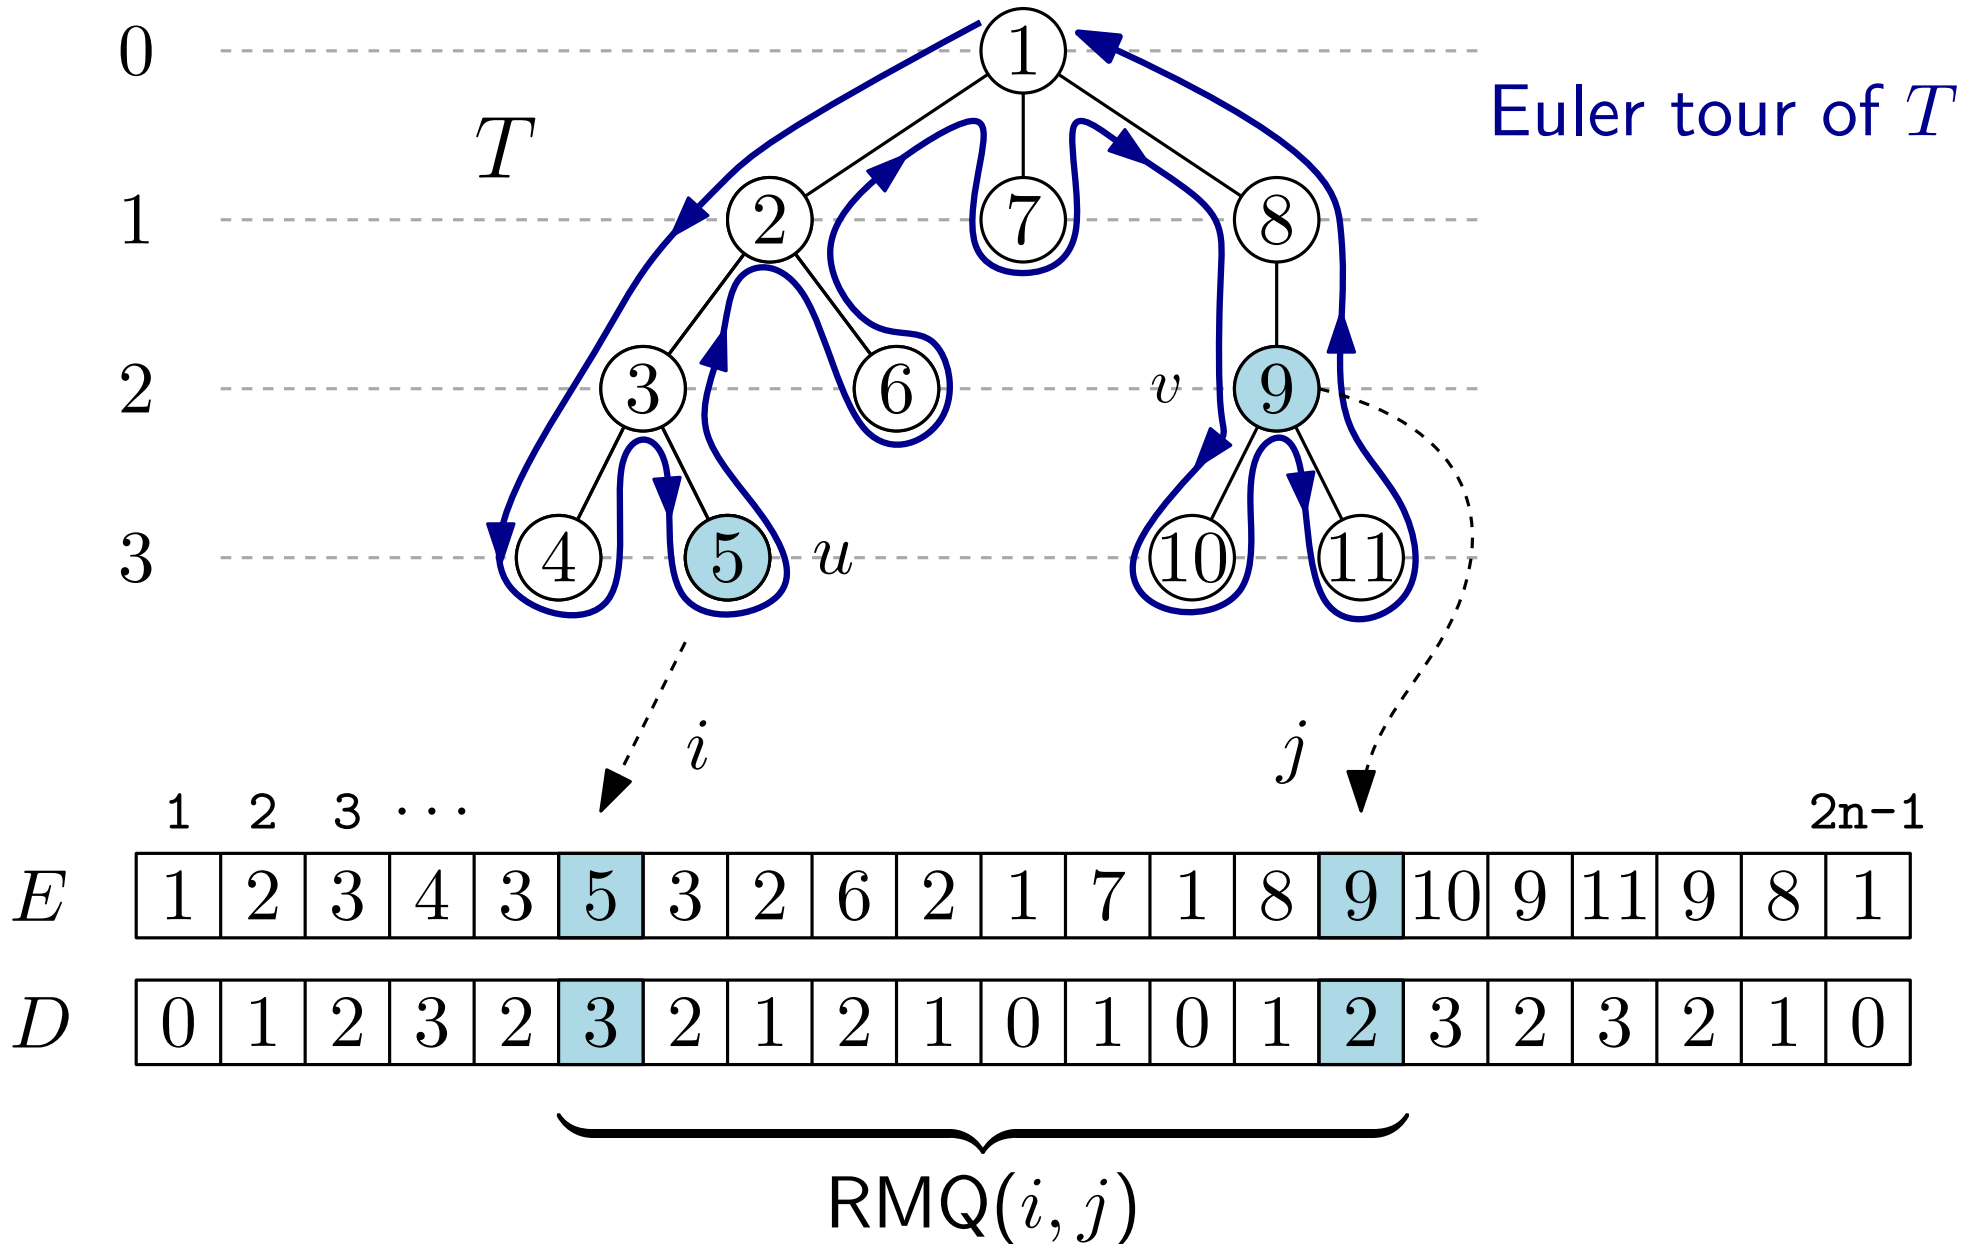 0 1
Euler tour of T
T
1 2 7 8
2 3 6 v 9
3 4 5 u 10 11
i j
1 2 3 ··· 2n-1
E 1 2 3 4 3 5 3 2 6 2 1 7 1 8 9 10 9 11 9 8 1
D 0 1 2 3 2 3 2 1 2 1 0 1 0 1 2 3 2 3 2 1 0
RMQ(i, j)